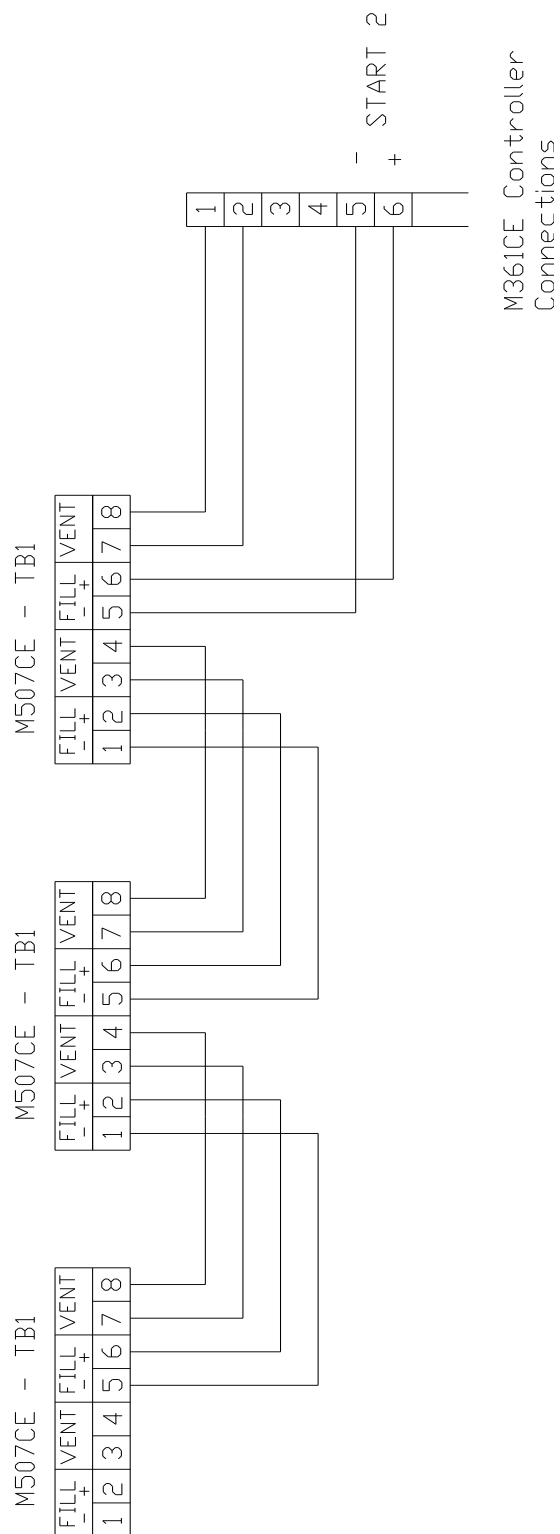 M507CE - TB1
FILL VENT FILL VENT
- + - +
1 2 3 4 5 6 7 8
M507CE - TB1
FILL VENT FILL VENT
- + - +
1 2 3 4 5 6 7 8
M507CE - TB1
FILL VENT FILL VENT
- + - +
1 2 3 4 5 6 7 8
1
2
3
4
5 -
6 +
START 2
M361CE Controller
Connections